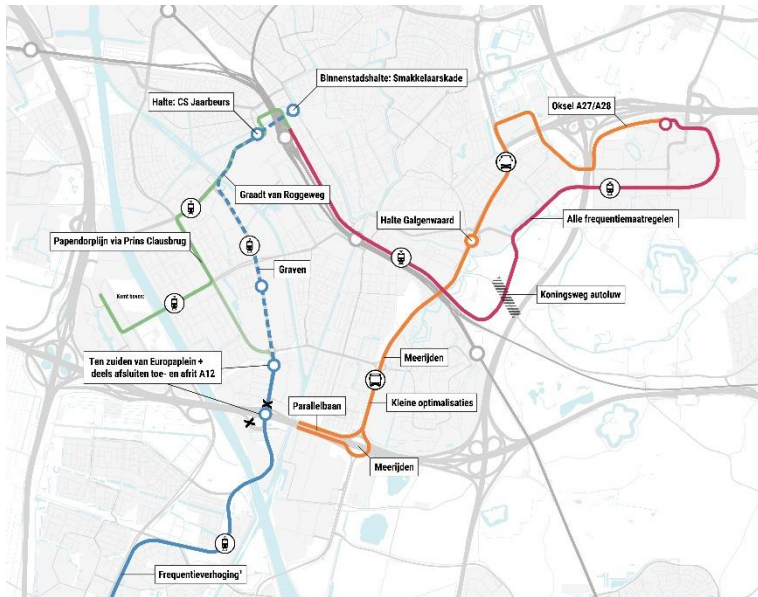 Binnenstadshalte: Smakkelaarskade
Halte: CS Jaarbeurs
Oksel A27/A28
Graadt van Roggeweg
Halte Galgenwaard
Alle frequentiemaatregelen
Papendorplijn via Prins Clausbrug
Graven
Koningsweg autoluw
Ten zuiden van Europaplein +
deels afsluiten toe- en afrit A12
Meerijden
Parallelbaan
Kleine optimalisaties
Meerijden
Frequentieverhoging¹